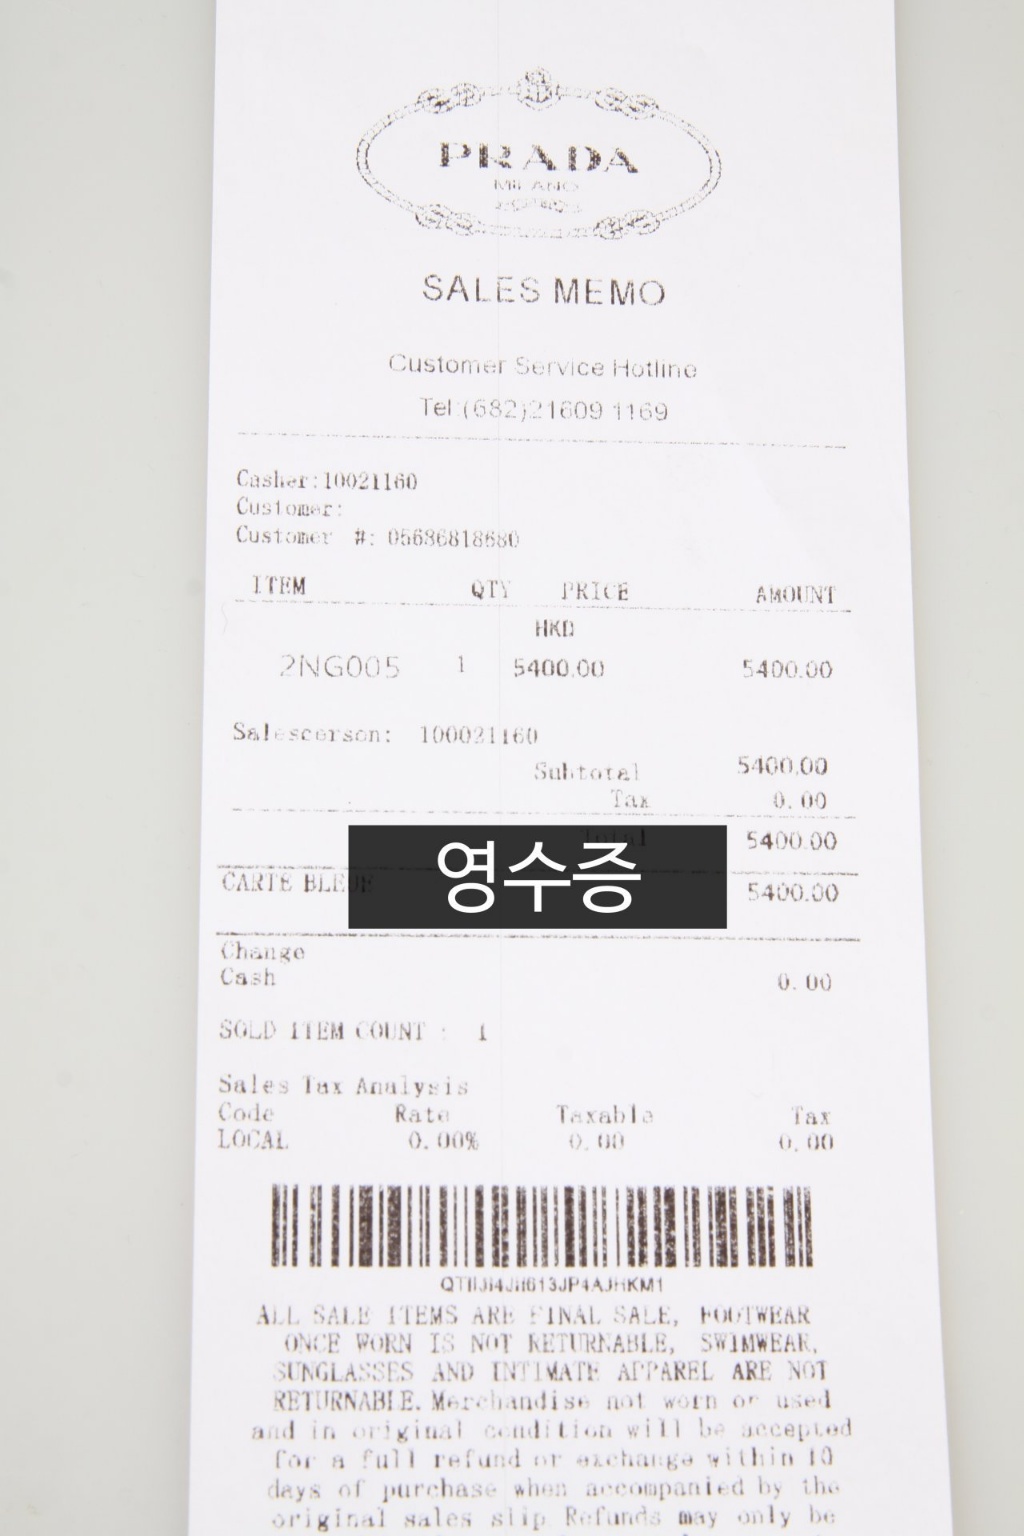 PRADA
MILANO
SALES MEMO
Customer Service Hotline
Tel:(682)21609 1169
Casher:10021160
Customer:
Customer #: 05686818680
ITEM QTY PRICE AMOUNT
HKD
2NG005 1 5400.00 5400.00
Salescerson: 100021160
Subtotal 5400.00
Tax 0.00
Total 5400.00
영수증
CARTE BLEUE 5400.00
Change
Cash 0.00
SOLD ITEM COUNT : 1
Sales Tax Analysis
Code Rate Taxable Tax
LOCAL 0.00% 0.00 0.00
ALL SALE ITEMS ARE FINAL SALE, FOOTWEAR
ONCE WORN IS NOT RETURNABLE, SWIMWEAR,
SUNGLASSES AND INTIMATE APPAREL ARE NOT
RETURNABLE. Merchandise not worn or used
and in original condition will be accepted
for a full refund or exchange within 10
days of purchase when accompanied by the
original sales slip Refunds may only be